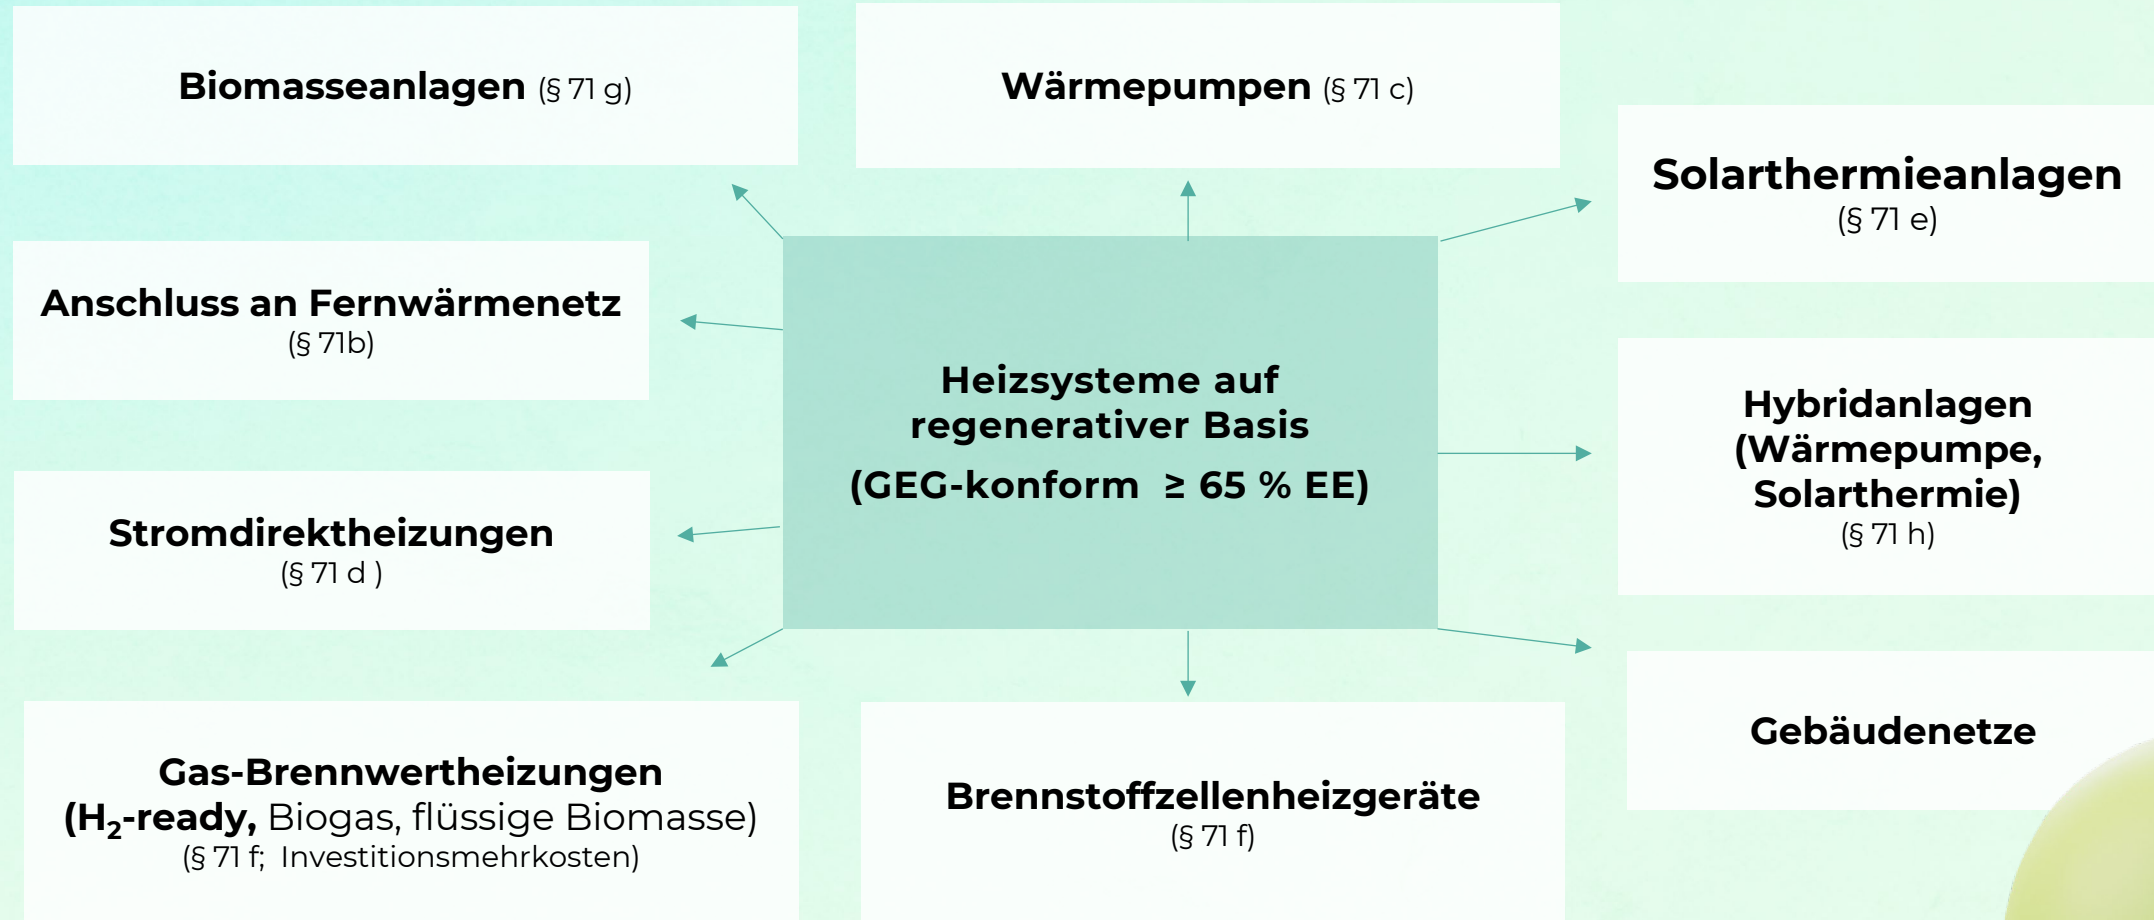 Biomasseanlagen (§ 71 g)
Wärmepumpen (§ 71 c)
Solarthermieanlagen
(§ 71 e)
Anschluss an Fernwärmenetz
(§ 71b)
Heizsysteme auf
regenerativer Basis
(GEG-konform ≥ 65 % EE)
Hybridanlagen
(Wärmepumpe,
Solarthermie)
(§ 71 h)
Stromdirektheizungen
(§ 71 d )
Gebäudenetze
Gas-Brennwertheizungen
(H₂-ready, Biogas, flüssige Biomasse)
(§ 71 f; Investitionsmehrkosten)
Brennstoffzellenheizgeräte
(§ 71 f)